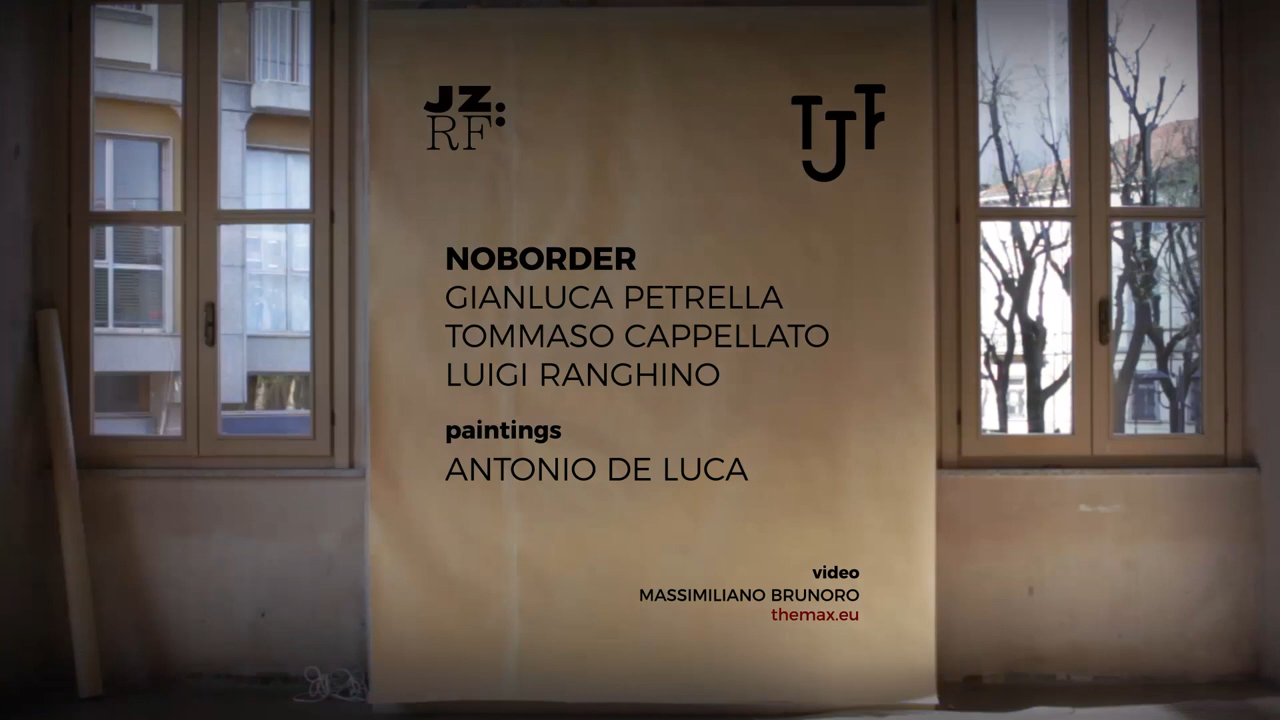 JZ:
RF
TJF
NOBORDER
GIANLUCA PETRELLA
TOMMASO CAPPELLATO
LUIGI RANGHINO
paintings
ANTONIO DE LUCA
video
MASSIMILIANO BRUNORO
themax.eu